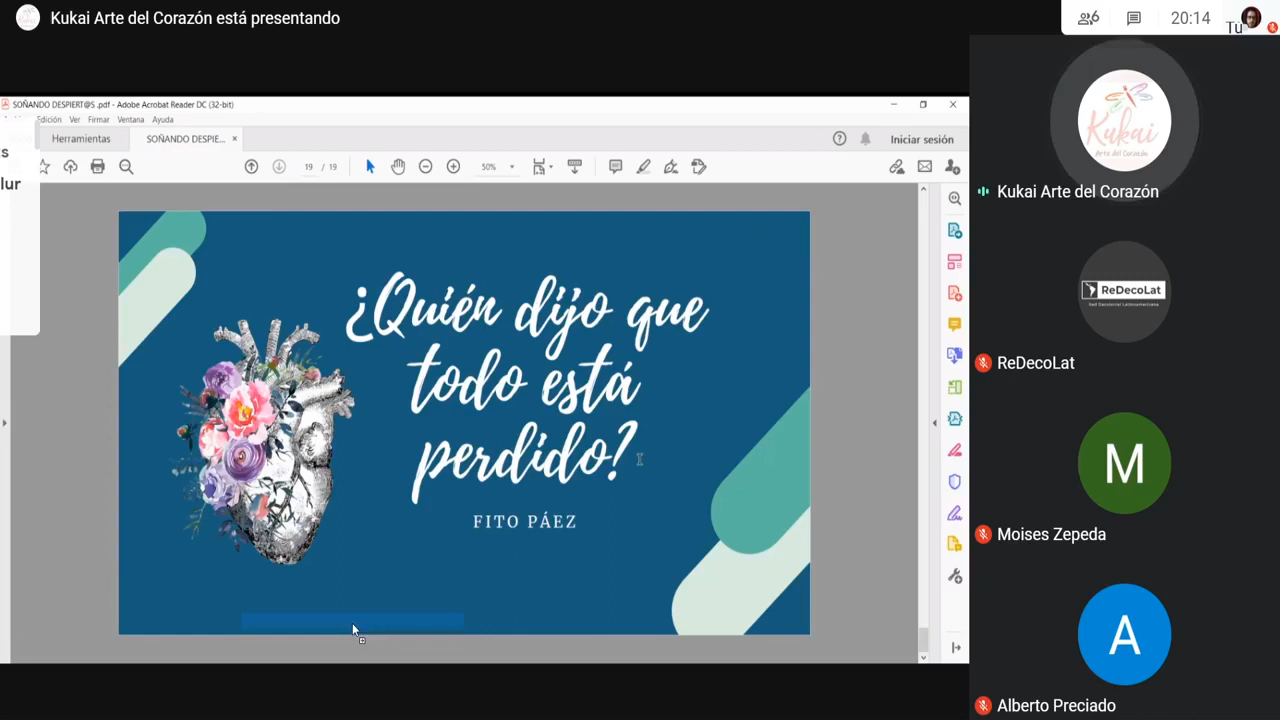 Kukai Arte del Corazón está presentando
6
20:14
Tú
SOÑANDO DESPIERT@S .pdf - Adobe Acrobat Reader DC (32-bit)
Edición Ver Firmar Ventana Ayuda
Herramientas
SOÑANDO DESPIE... ×
Iniciar sesión
19 / 19
50%
s
lur
¿Quién dijo que
todo está
perdido?
FITO PÁEZ
Kukai
Arte del Corazón
Kukai Arte del Corazón
ReDecoLat
ReDecoLat
M
Moises Zepeda
A
Alberto Preciado